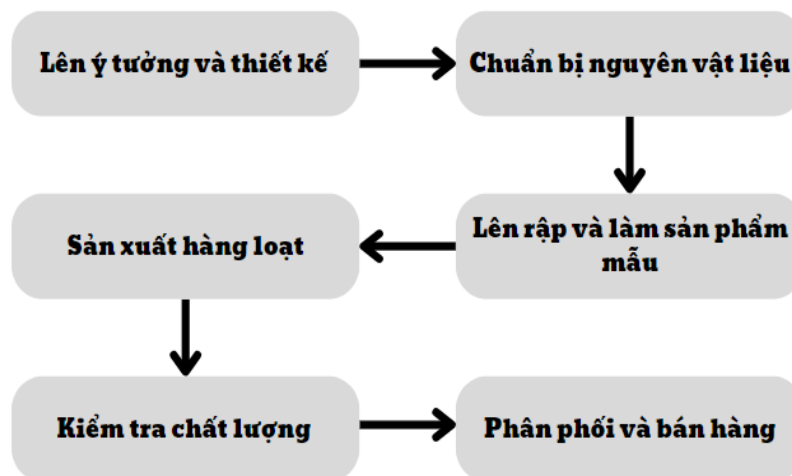 Lên ý tưởng và thiết kế
Chuẩn bị nguyên vật liệu
Lên rập và làm sản phẩm
mẫu
Sản xuất hàng loạt
Kiểm tra chất lượng
Phân phối và bán hàng